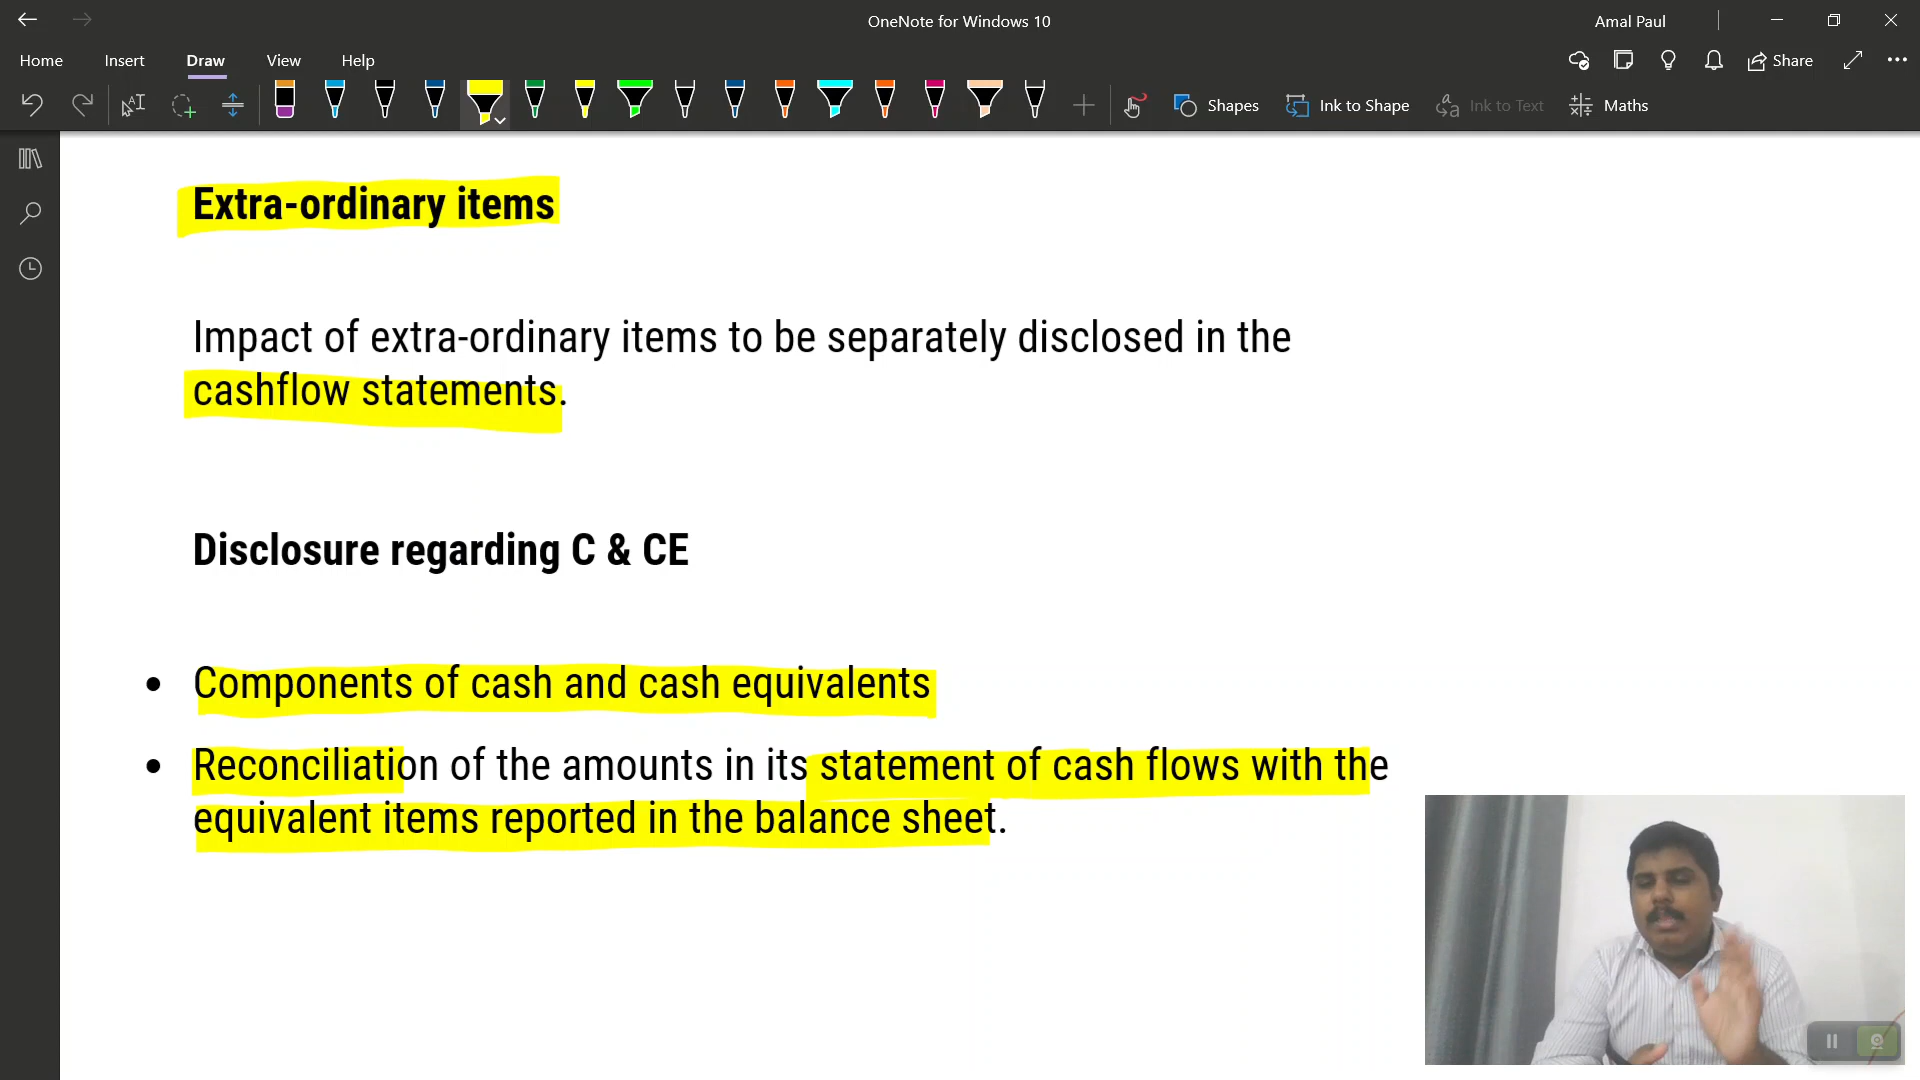 OneNote for Windows 10
Amal Paul
Home Insert Draw View Help
Share
Shapes Ink to Shape Ink to Text Maths
Extra-ordinary items
Impact of extra-ordinary items to be separately disclosed in the
cashflow statements.
Disclosure regarding C & CE
• Components of cash and cash equivalents
• Reconciliation of the amounts in its statement of cash flows with the
equivalent items reported in the balance sheet.